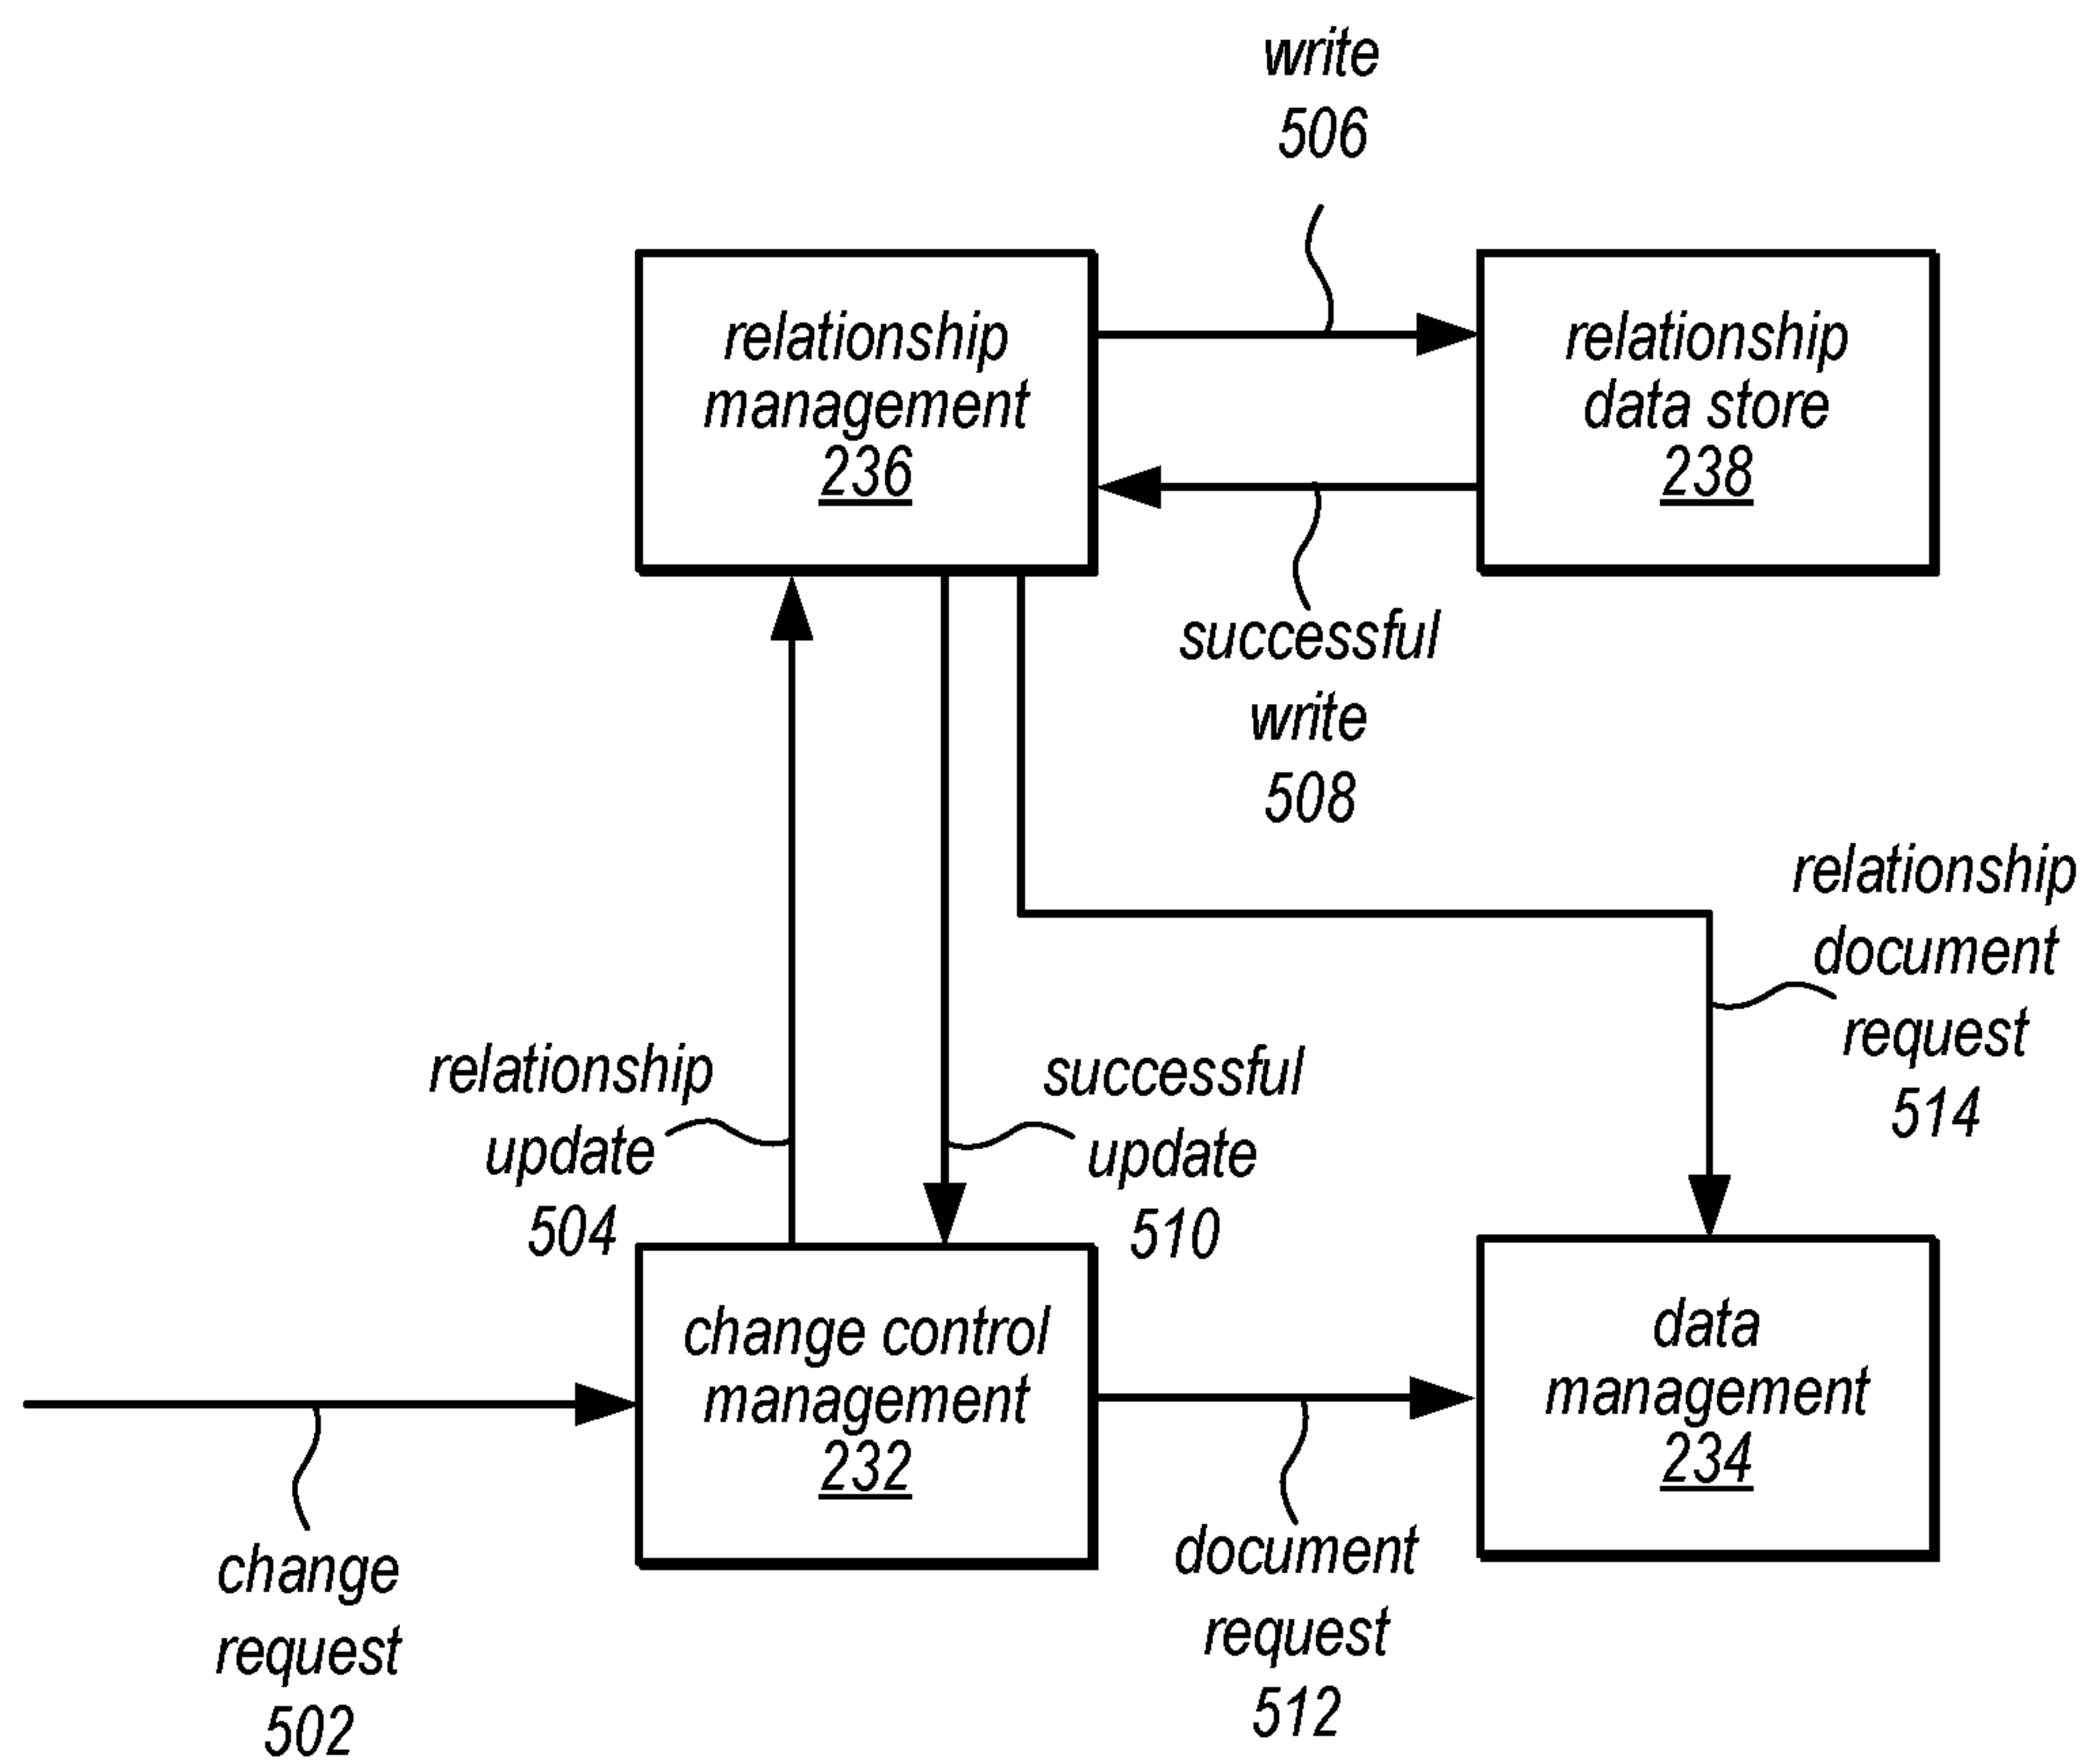 write
506
relationship
management
236
relationship
data store
238
successful
write
508
relationship
document
request
514
relationship
update
504
successful
update
510
change control
management
232
data
management
234
change
request
502
document
request
512